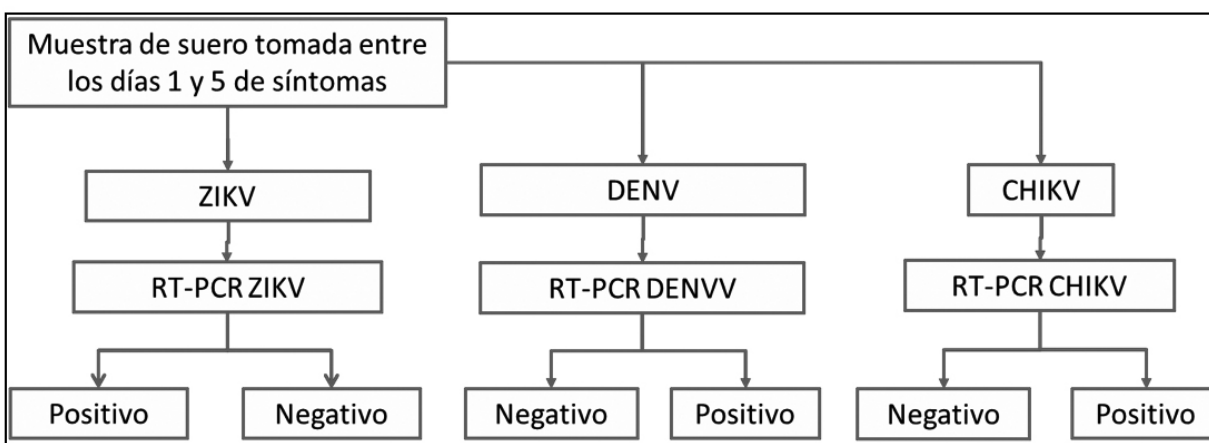 Muestra de suero tomada entre
los días 1 y 5 de síntomas
ZIKV
DENV
CHIKV
RT-PCR ZIKV
RT-PCR DENVV
RT-PCR CHIKV
Positivo
Negativo
Negativo
Positivo
Negativo
Positivo